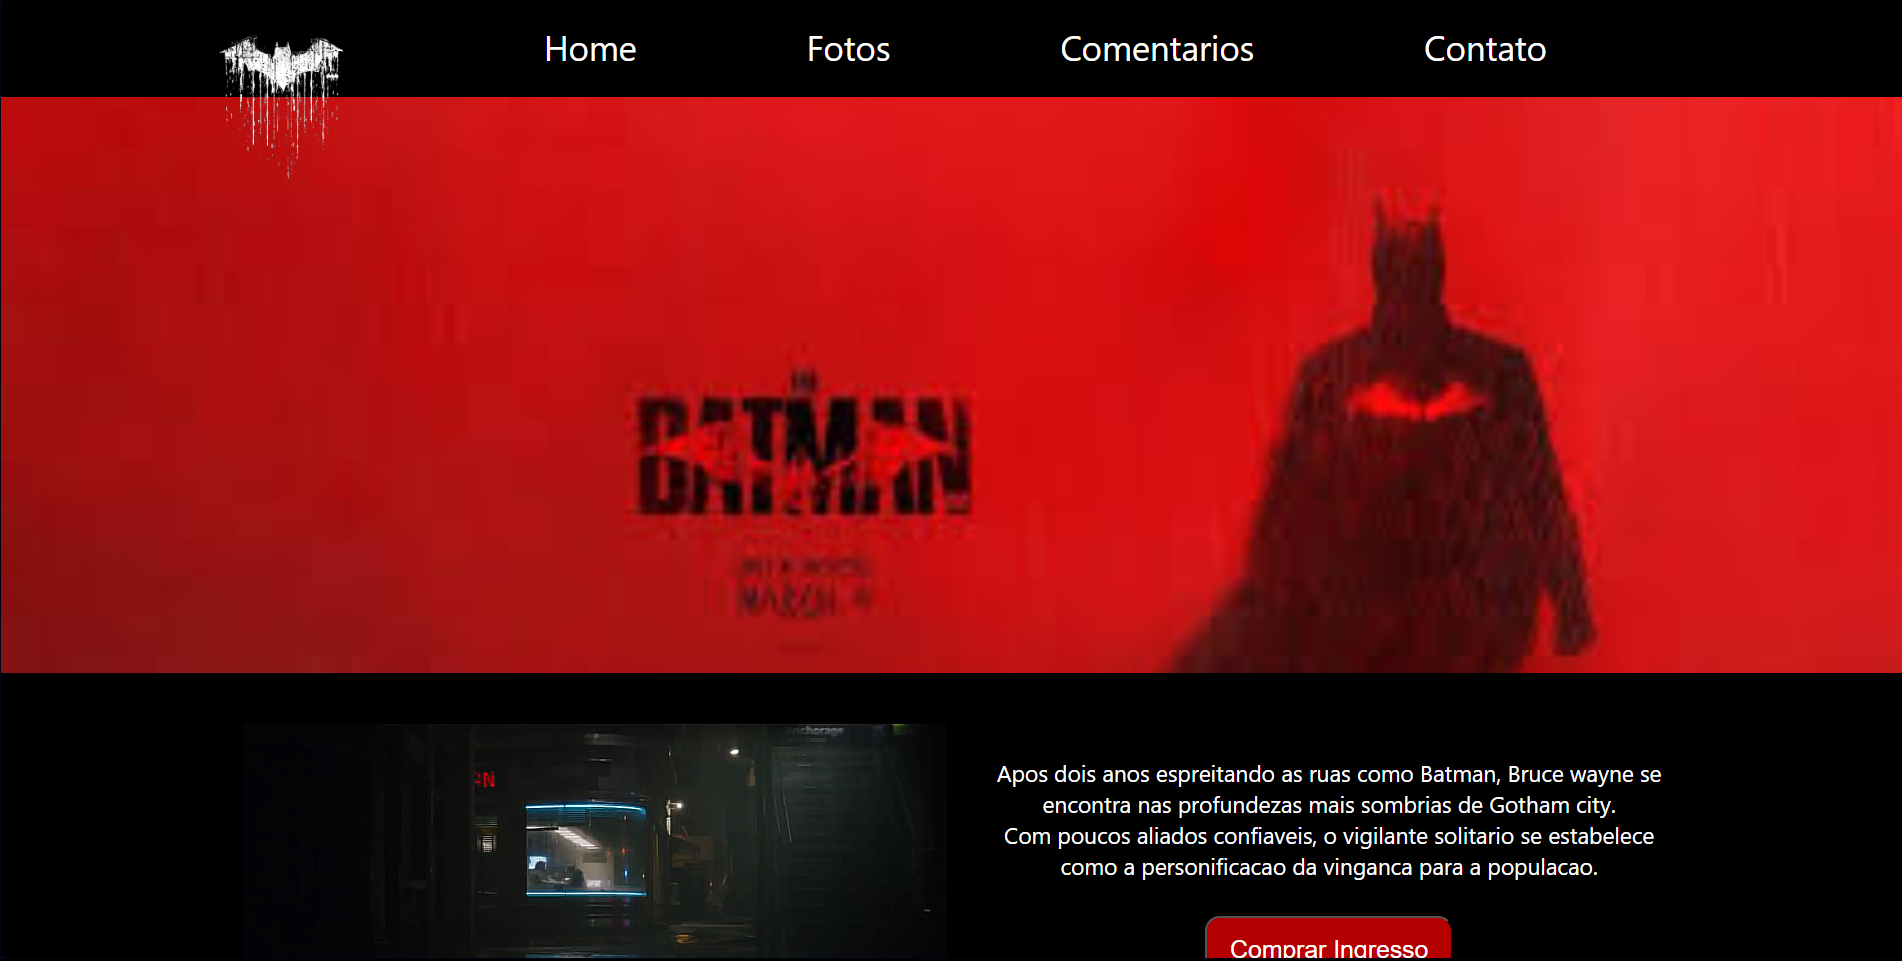 Home Fotos Comentarios Contato
THE
BATMAN
MARCH 4
Anchorage
Apos dois anos espreitando as ruas como Batman, Bruce wayne se
encontra nas profundezas mais sombrias de Gotham city.
Com poucos aliados confiaveis, o vigilante solitario se estabelece
como a personificacao da vinganca para a populacao.
Comprar Ingresso